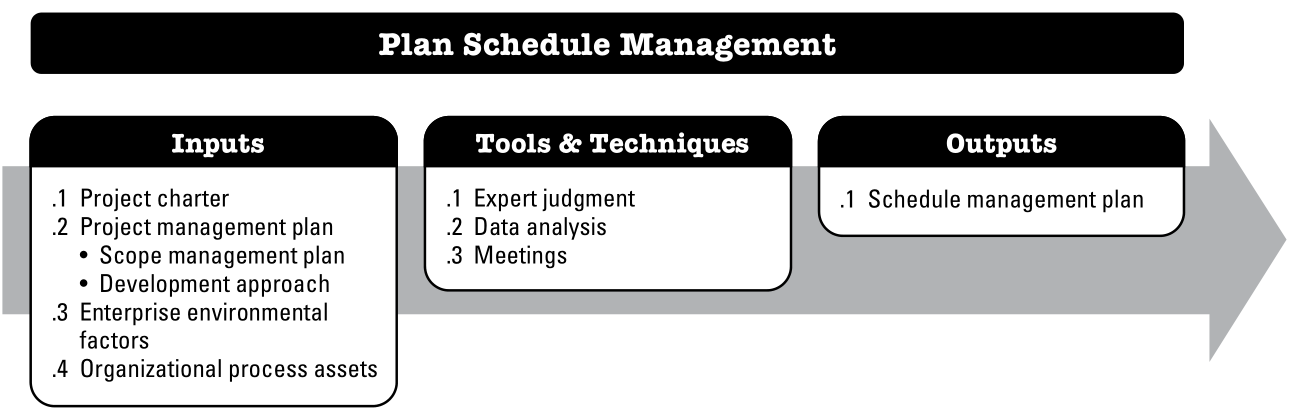 Plan Schedule Management
Inputs
.1 Project charter
.2 Project management plan
• Scope management plan
• Development approach
.3 Enterprise environmental
factors
.4 Organizational process assets
Tools & Techniques
.1 Expert judgment
.2 Data analysis
.3 Meetings
Outputs
.1 Schedule management plan